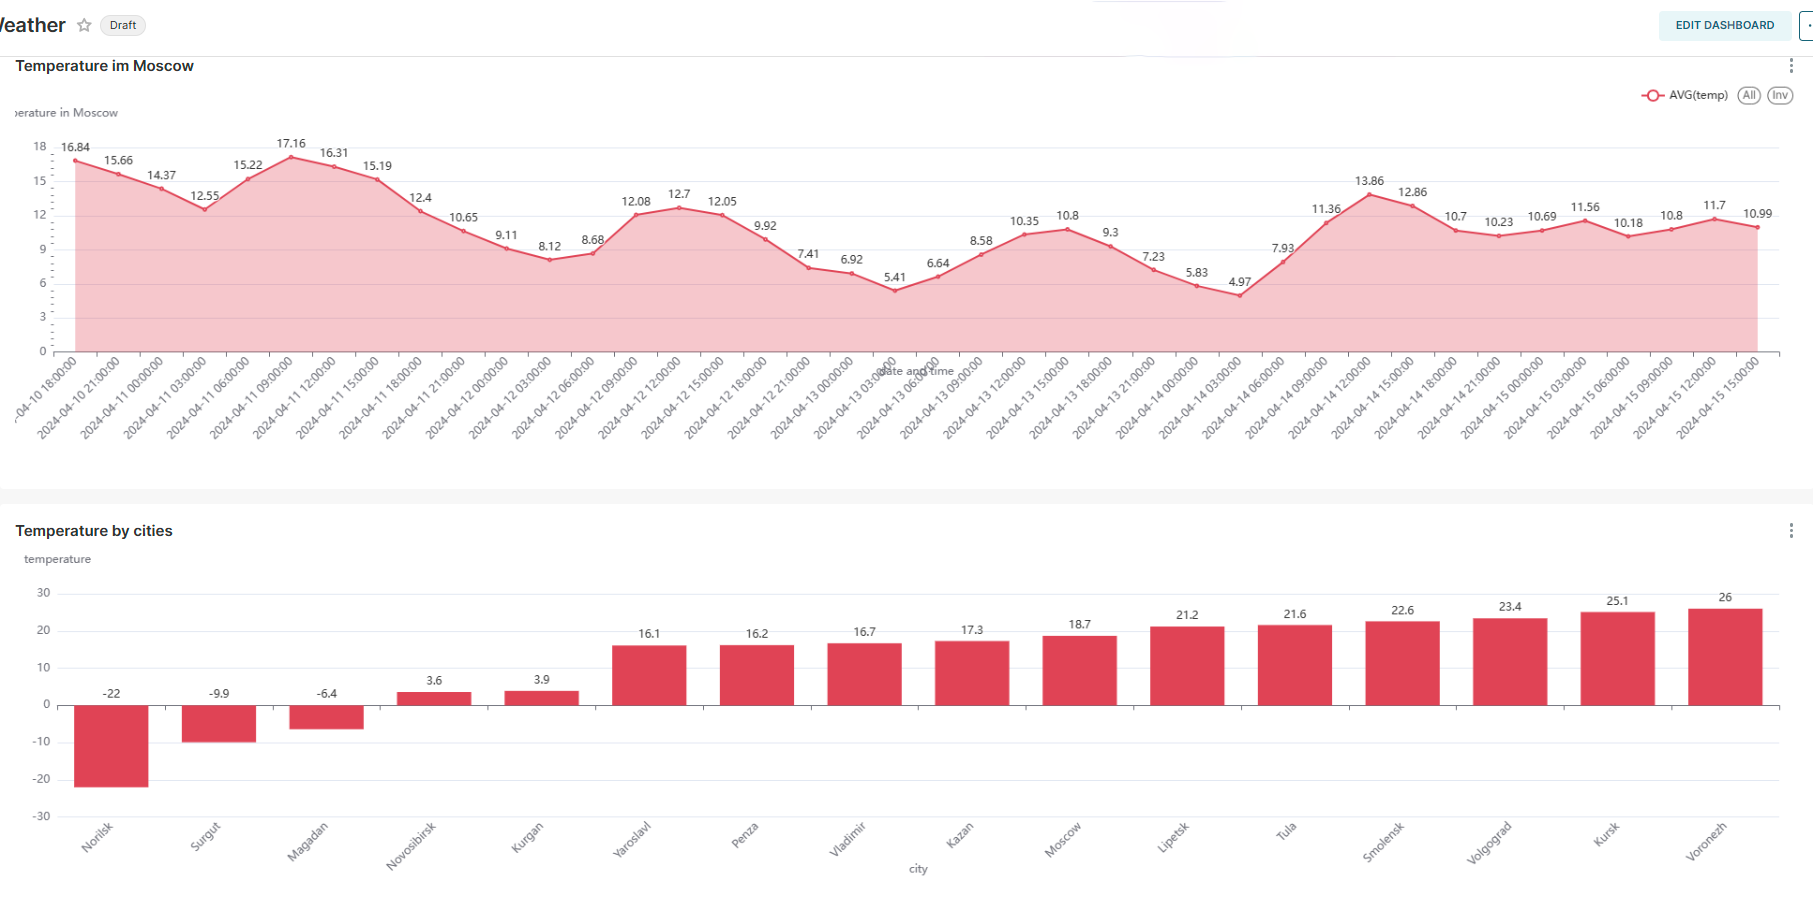 Weather Draft EDIT DASHBOARD
Temperature im Moscow
AVG(temp) All Inv
perature in Moscow
18
15
12
9
6
3
0
16.84 15.66 14.37 12.55 15.22 17.16 16.31 15.19 12.4 10.65 9.11 8.12 8.68 12.08 12.7 12.05 9.92 7.41 6.92 5.41 6.64 8.58 10.35 10.8 9.3 7.23 5.83 4.97 7.93 11.36 13.86 12.86 10.7 10.23 10.69 11.56 10.18 10.8 11.7 10.99
-04-10 18:00:00
2024-04-10 21:00:00
2024-04-11 00:00:00
2024-04-11 03:00:00
2024-04-11 06:00:00
2024-04-11 09:00:00
2024-04-11 12:00:00
2024-04-11 15:00:00
2024-04-11 18:00:00
2024-04-11 21:00:00
2024-04-12 00:00:00
2024-04-12 03:00:00
2024-04-12 06:00:00
2024-04-12 09:00:00
2024-04-12 12:00:00
2024-04-12 15:00:00
2024-04-12 18:00:00
2024-04-12 21:00:00
2024-04-13 00:00:00
2024-04-13 03:00:00
2024-04-13 06:00:00
2024-04-13 09:00:00
2024-04-13 12:00:00
2024-04-13 15:00:00
2024-04-13 18:00:00
2024-04-13 21:00:00
2024-04-14 00:00:00
2024-04-14 03:00:00
2024-04-14 06:00:00
2024-04-14 09:00:00
2024-04-14 12:00:00
2024-04-14 15:00:00
2024-04-14 18:00:00
2024-04-14 21:00:00
2024-04-15 00:00:00
2024-04-15 03:00:00
2024-04-15 06:00:00
2024-04-15 09:00:00
2024-04-15 12:00:00
2024-04-15 15:00:00
date and time
Temperature by cities
temperature
30
20
10
0
-10
-20
-30
-22 -9.9 -6.4 3.6 3.9 16.1 16.2 16.7 17.3 18.7 21.2 21.6 22.6 23.4 25.1 26
Norilsk
Surgut
Magadan
Novosibirsk
Kurgan
Yaroslavl
Penza
Vladimir
Kazan
Moscow
Lipetsk
Tula
Smolensk
Volgograd
Kursk
Voronezh
city